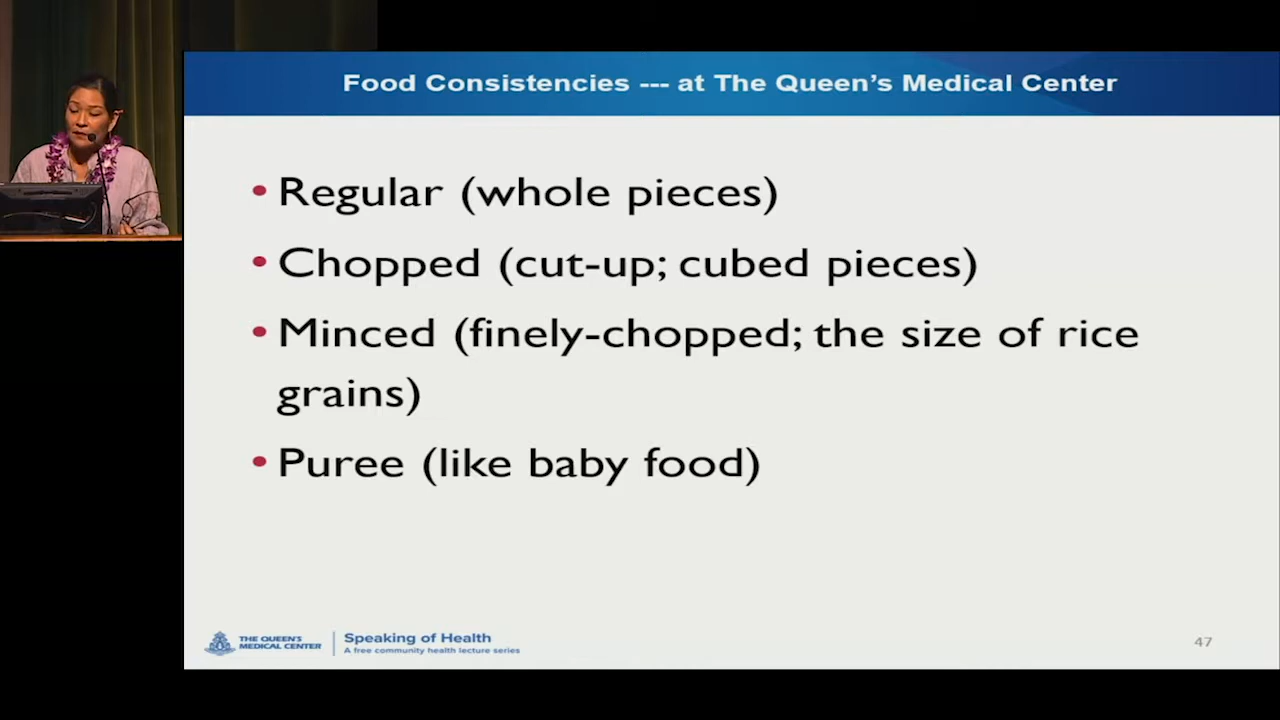 Food Consistencies --- at The Queen's Medical Center
• Regular (whole pieces)
• Chopped (cut-up; cubed pieces)
• Minced (finely-chopped; the size of rice
grains)
• Puree (like baby food)
THE QUEEN'S
MEDICAL CENTER
Speaking of Health
A free community health lecture series
47